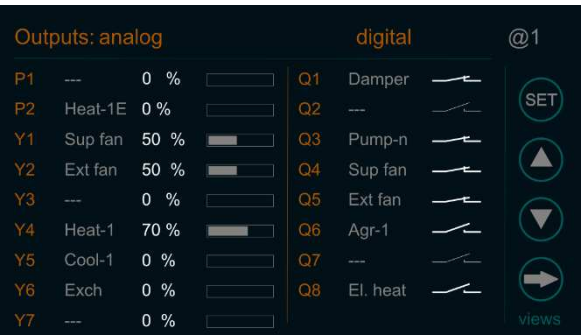 Outputs: analog digital @1
P1 --- 0 % Q1 Damper
P2 Heat-1E 0 % Q2 --- SET
Y1 Sup fan 50 % Q3 Pump-n
Y2 Ext fan 50 % Q4 Sup fan
Y3 --- 0 % Q5 Ext fan
Y4 Heat-1 70 % Q6 Agr-1
Y5 Cool-1 0 % Q7 ---
Y6 Exch 0 % Q8 El. heat
Y7 --- 0 % views